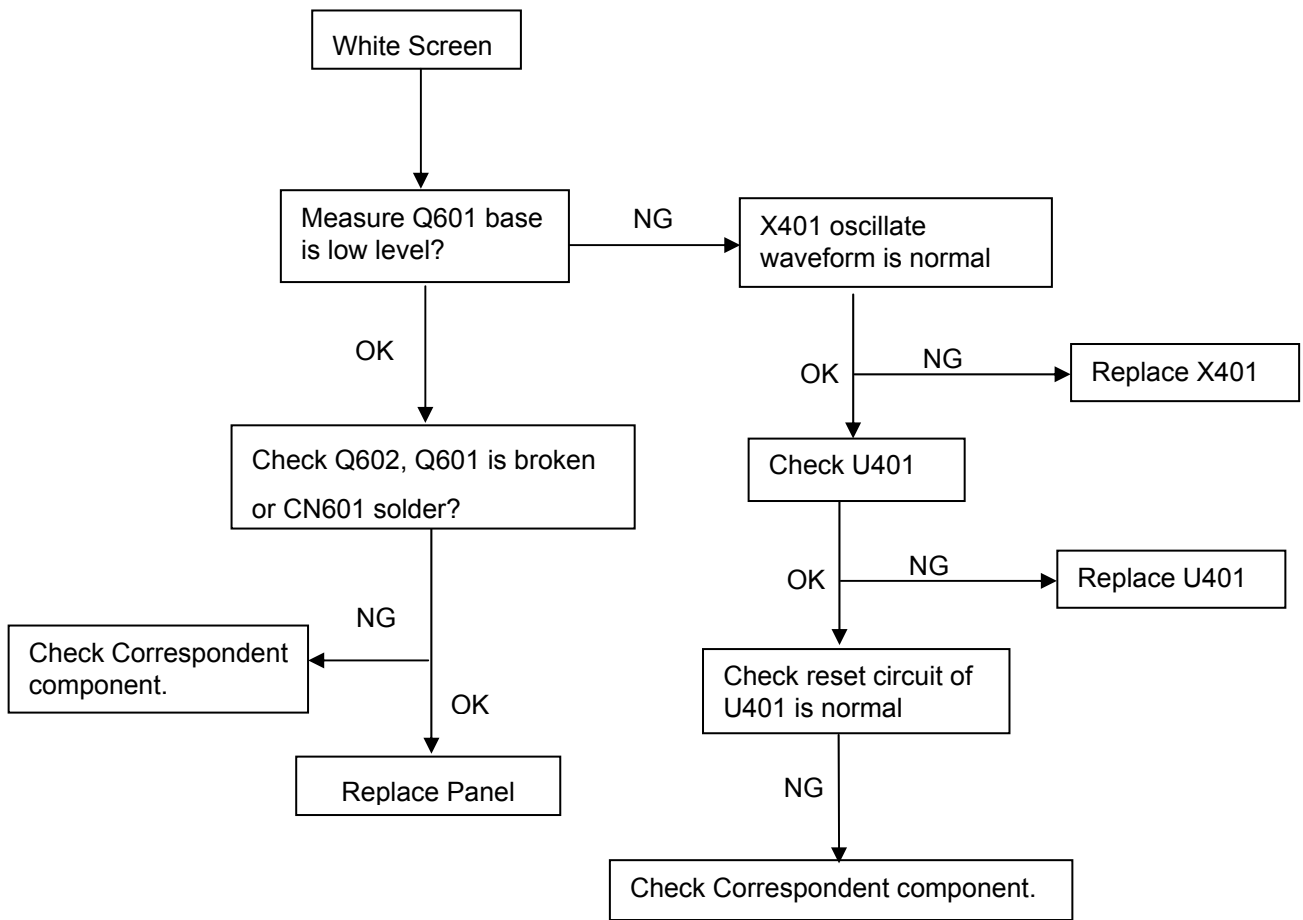 White Screen
Measure Q601 base
is low level?
NG
X401 oscillate
waveform is normal
OK
OK
NG
Replace X401
Check Q602, Q601 is broken
or CN601 solder?
Check U401
OK
NG
Replace U401
NG
Check Correspondent
component.
OK
Check reset circuit of
U401 is normal
Replace Panel
NG
Check Correspondent component.